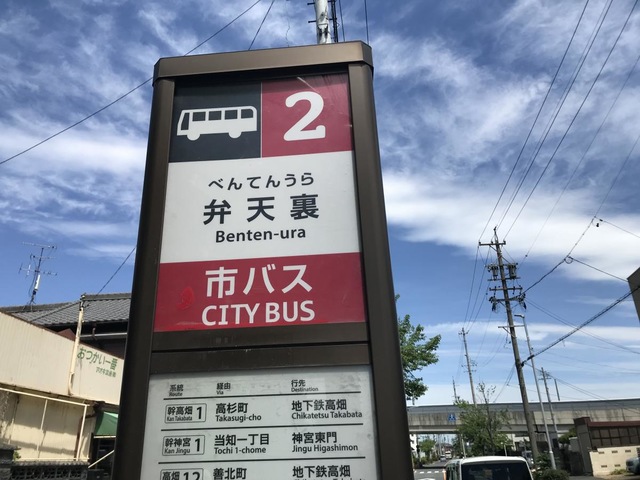 2
べんてんうら
弁天裏
Benten-ura
市バス
CITY BUS
系統 経由 行先
Route Via Destination
幹高畑 1 高杉町 地下鉄高畑
Kan Takabata Takasugi-cho Chikatetsu Takabata
幹神宮 1 当知一丁目 神宮東門
Kan Jingu Tochi 1-chome Jingu Higashimon
高畑 12 善北町 地下鉄高畑
おつかい一番